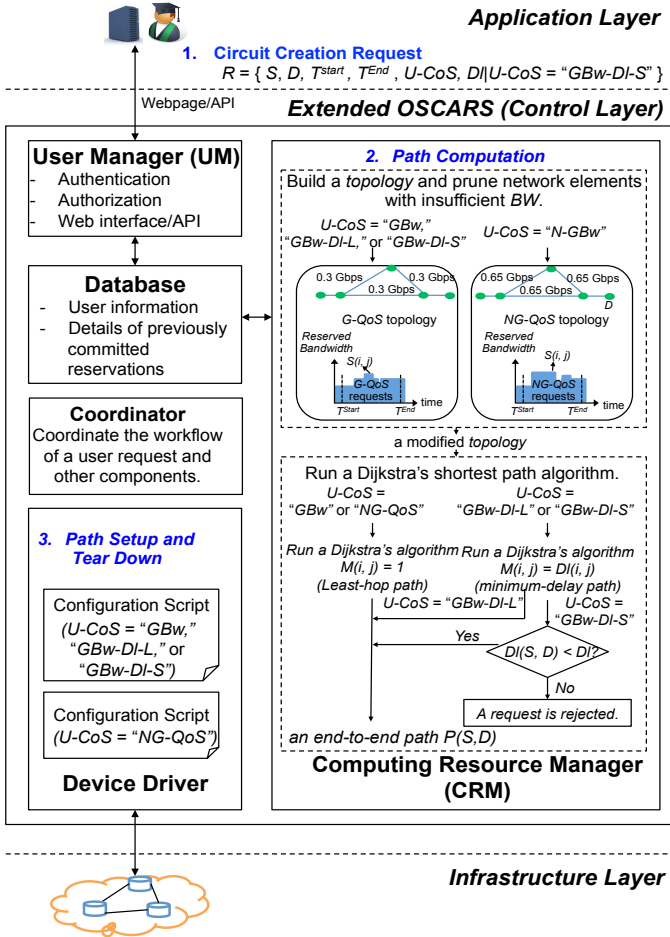 Application Layer
1. Circuit Creation Request
R = { S, D, T^start , T^End , U-CoS, Dl|U-CoS = “GBw-Dl-S” }
Webpage/API
Extended OSCARS (Control Layer)
User Manager (UM)
- Authentication
- Authorization
- Web interface/API
Database
- User information
- Details of previously
committed
reservations
Coordinator
Coordinate the workflow
of a user request and
other components.
3. Path Setup and
Tear Down
Configuration Script
(U-CoS = “GBw,”
“GBw-Dl-L,” or
“GBw-Dl-S”)
Configuration Script
(U-CoS = “NG-QoS”)
Device Driver
2. Path Computation
Build a topology and prune network elements
with insufficient BW.
U-CoS = “GBw,”
“GBw-Dl-L,” or “GBw-Dl-S”
0.3 Gbps
0.3 Gbps
0.3 Gbps
G-QoS topology
Reserved
Bandwidth
S(i, j)
G-QoS
requests
time
T^Start
T^End
U-CoS = “N-GBw”
0.65 Gbps
0.65 Gbps
0.65 Gbps
D
NG-QoS topology
Reserved
Bandwidth
S(i, j)
NG-QoS
requests
time
T^Start
T^End
a modified topology
Run a Dijkstra’s shortest path algorithm.
U-CoS =
“GBw” or “NG-QoS”
U-CoS =
“GBw-Dl-L” or “GBw-Dl-S”
Run a Dijkstra’s algorithm
M(i, j) = 1
(Least-hop path)
Run a Dijkstra’s algorithm
M(i, j) = Dl(i, j)
(minimum-delay path)
U-CoS = “GBw-Dl-L”
U-CoS =
“GBw-Dl-S”
Yes
Dl(S, D) < Dl?
No
A request is rejected.
an end-to-end path P(S,D)
Computing Resource Manager
(CRM)
Infrastructure Layer